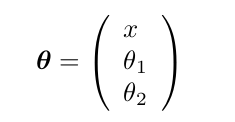 𝜽 = ( x
θ₁
θ₂ )